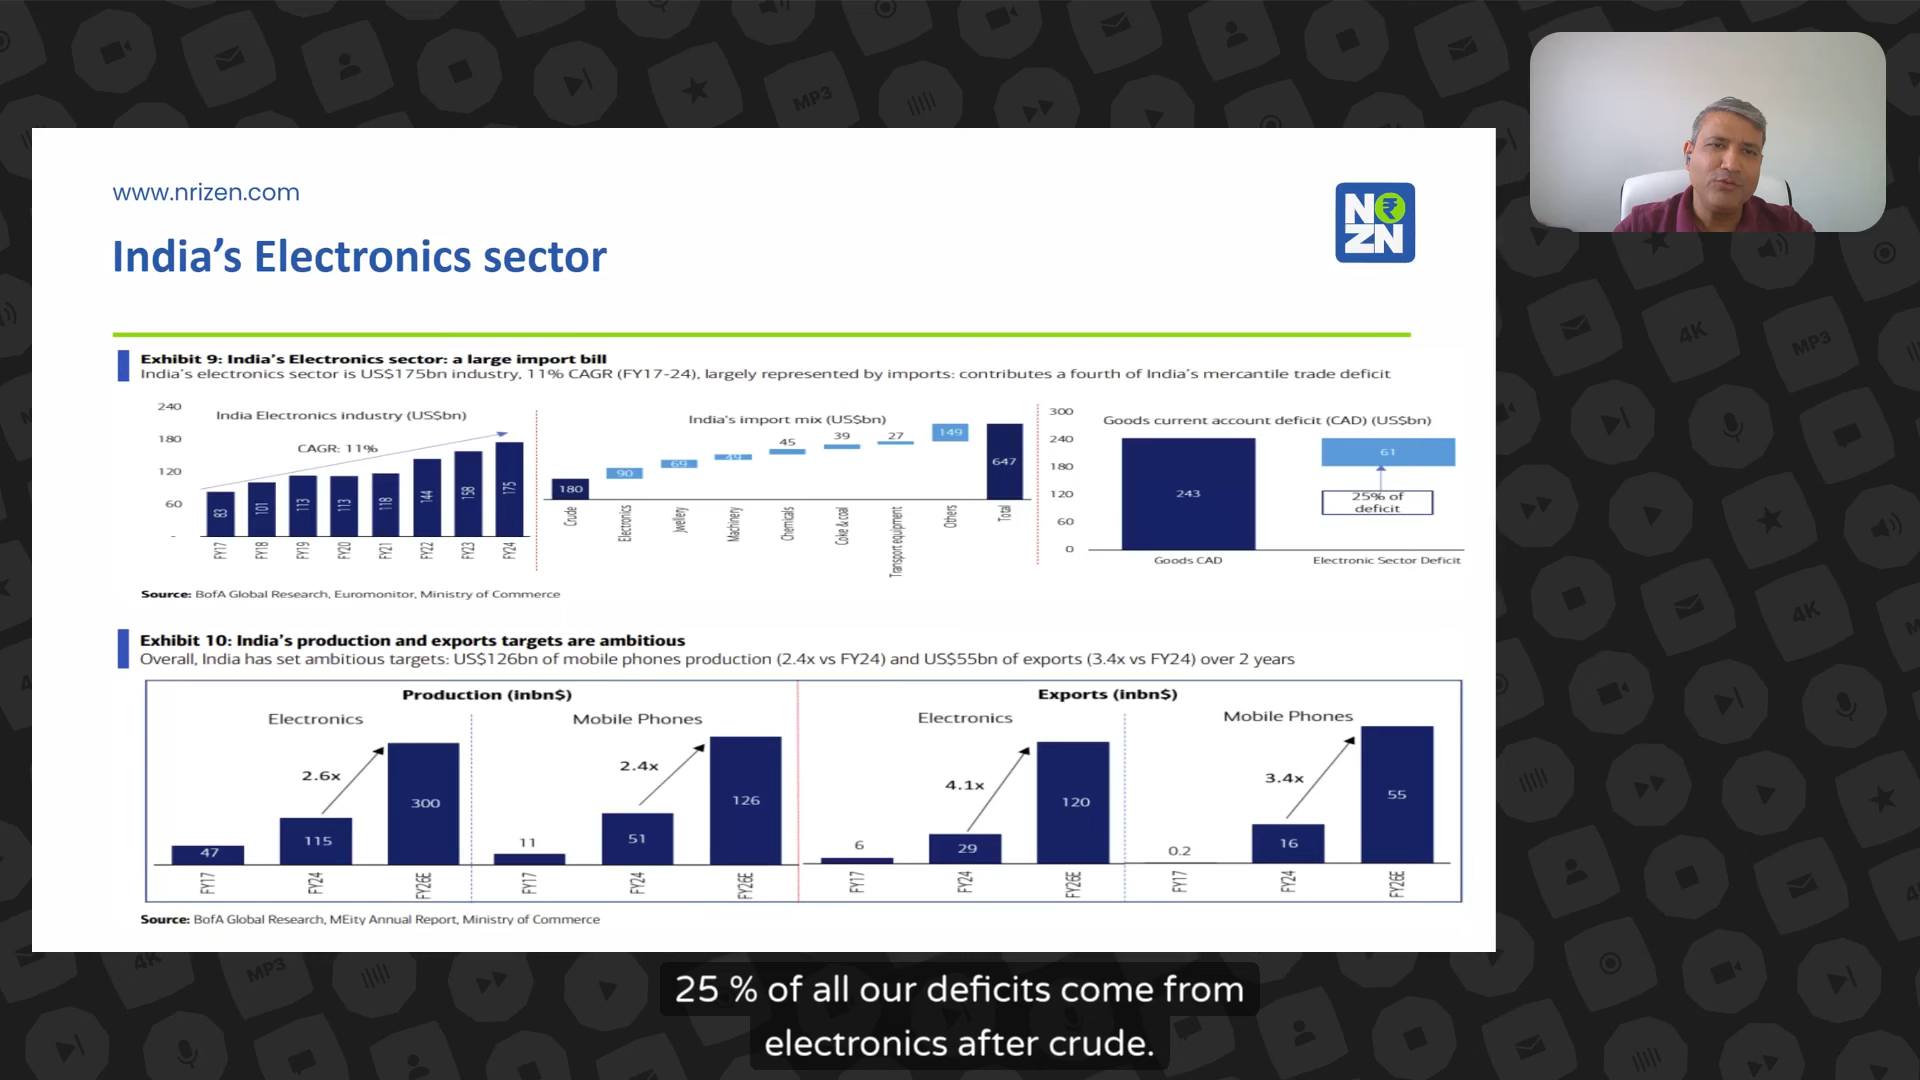 www.nrizen.com
N₹
ZN
India's Electronics sector
Exhibit 9: India's Electronics sector: a large import bill
India's electronics sector is US$175bn industry, 11% CAGR (FY17-24), largely represented by imports: contributes a fourth of India's mercantile trade deficit
India Electronics industry (US$bn)
CAGR: 11%
240
180
120
60
-
83
101
113
113
118
144
158
175
FY17
FY18
FY19
FY20
FY21
FY22
FY23
FY24
India's import mix (US$bn)
180
90
69
49
45
39
27
149
647
Crude
Electronics
Jwellery
Machinery
Chemicals
Coke & coal
Transport equipment
Others
Total
Goods current account deficit (CAD) (US$bn)
300
240
180
120
60
0
243
61
25% of
deficit
Goods CAD
Electronic Sector Deficit
Source: BofA Global Research, Euromonitor, Ministry of Commerce
Exhibit 10: India's production and exports targets are ambitious
Overall, India has set ambitious targets: US$126bn of mobile phones production (2.4x vs FY24) and US$55bn of exports (3.4x vs FY24) over 2 years
Production (inbn$)
Electronics
2.6x
47
115
300
FY17
FY24
FY26E
Mobile Phones
2.4x
11
51
126
FY17
FY24
FY26E
Exports (inbn$)
Electronics
4.1x
6
29
120
FY17
FY24
FY26E
Mobile Phones
3.4x
0.2
16
55
FY17
FY24
FY26E
Source: BofA Global Research, MEity Annual Report, Ministry of Commerce
25 % of all our deficits come from
electronics after crude.
MP3
4K
MP3
4K
4K
MP3
MP3